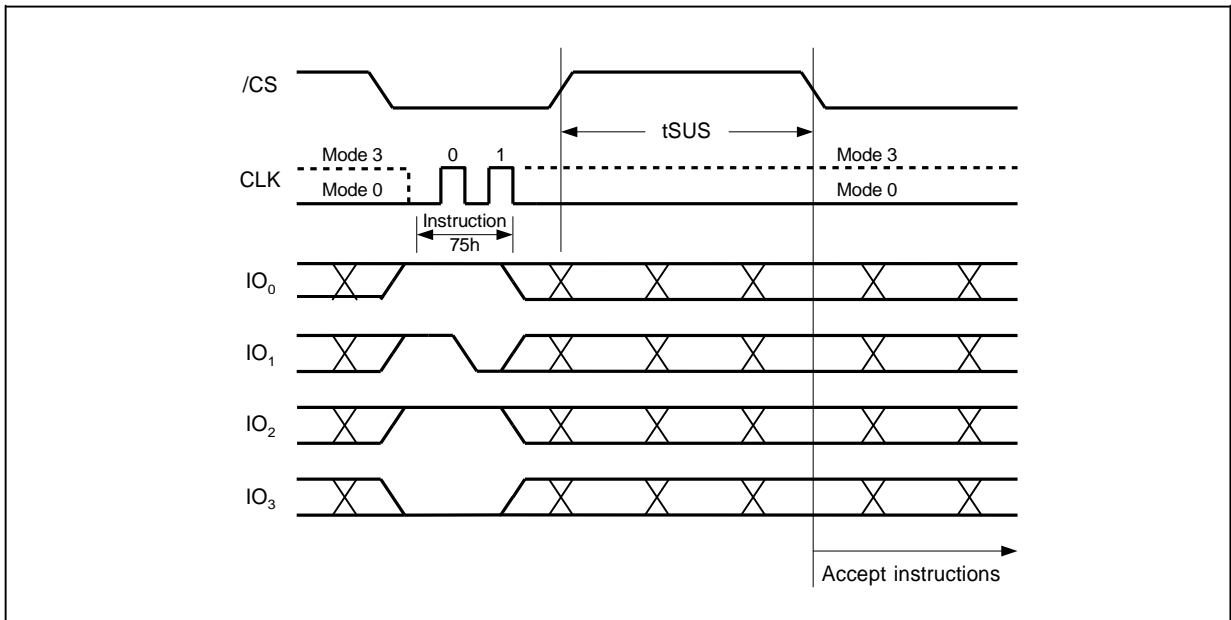 /CS
tSUS
Mode 3 0 1 Mode 3
CLK
Mode 0 Mode 0
Instruction
75h
IO0
IO1
IO2
IO3
Accept instructions